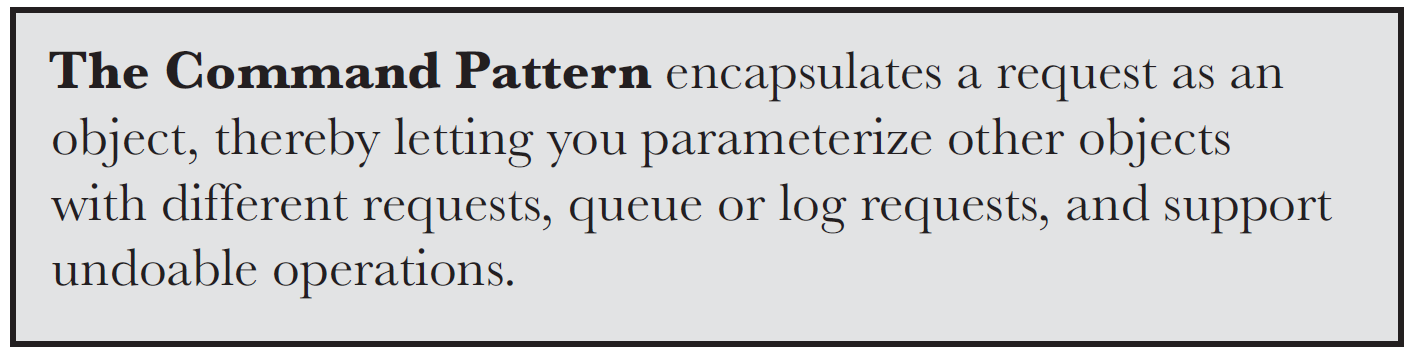 The Command Pattern encapsulates a request as an
object, thereby letting you parameterize other objects
with different requests, queue or log requests, and support
undoable operations.